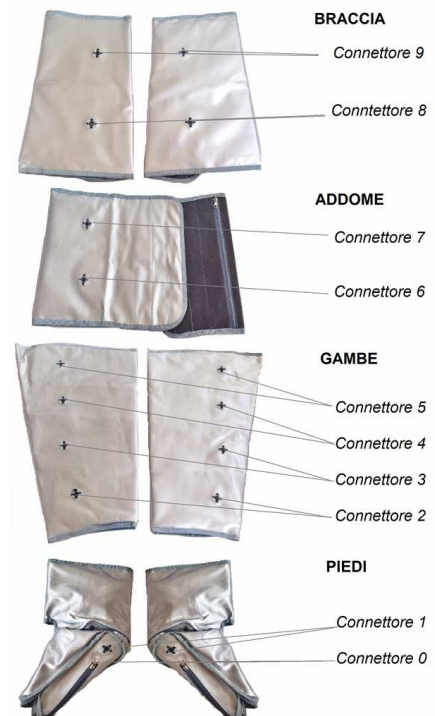 BRACCIA
Connettore 9
Conntettore 8
ADDOME
Connettore 7
Connettore 6
GAMBE
Connettore 5
Connettore 4
Connettore 3
Connettore 2
PIEDI
Connettore 1
Connettore 0